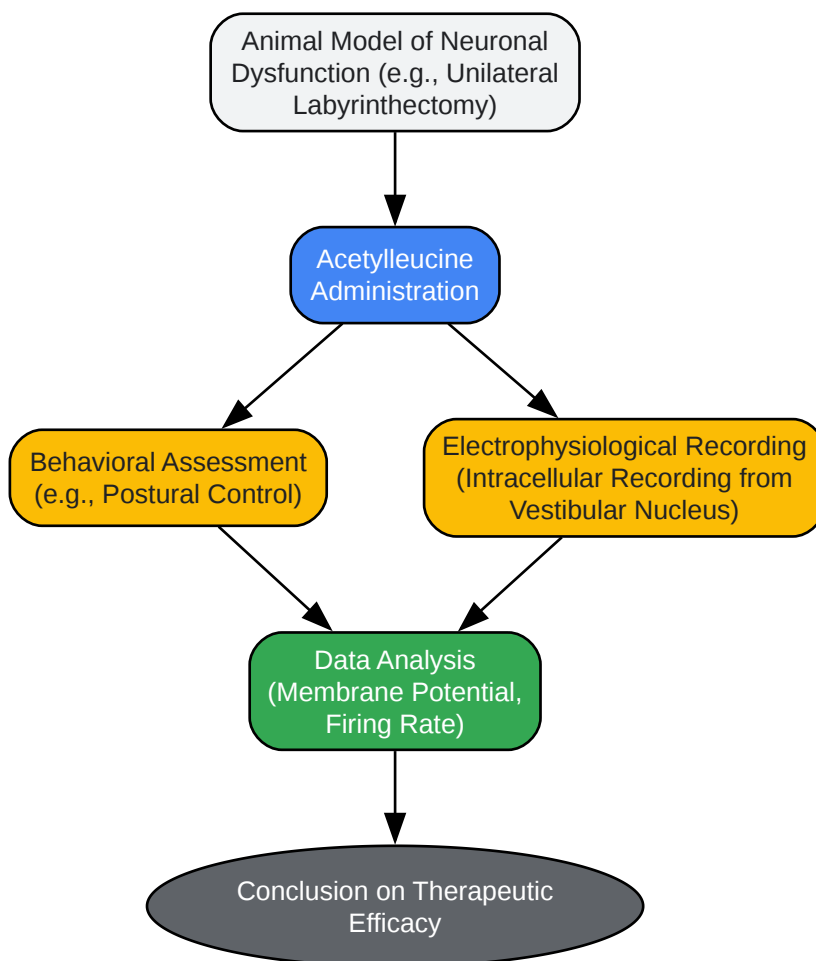 Animal Model of Neuronal
Dysfunction (e.g., Unilateral
Labyrinthectomy)
Acetylleucine
Administration
Behavioral Assessment
(e.g., Postural Control)
Electrophysiological Recording
(Intracellular Recording from
Vestibular Nucleus)
Data Analysis
(Membrane Potential,
Firing Rate)
Conclusion on Therapeutic
Efficacy